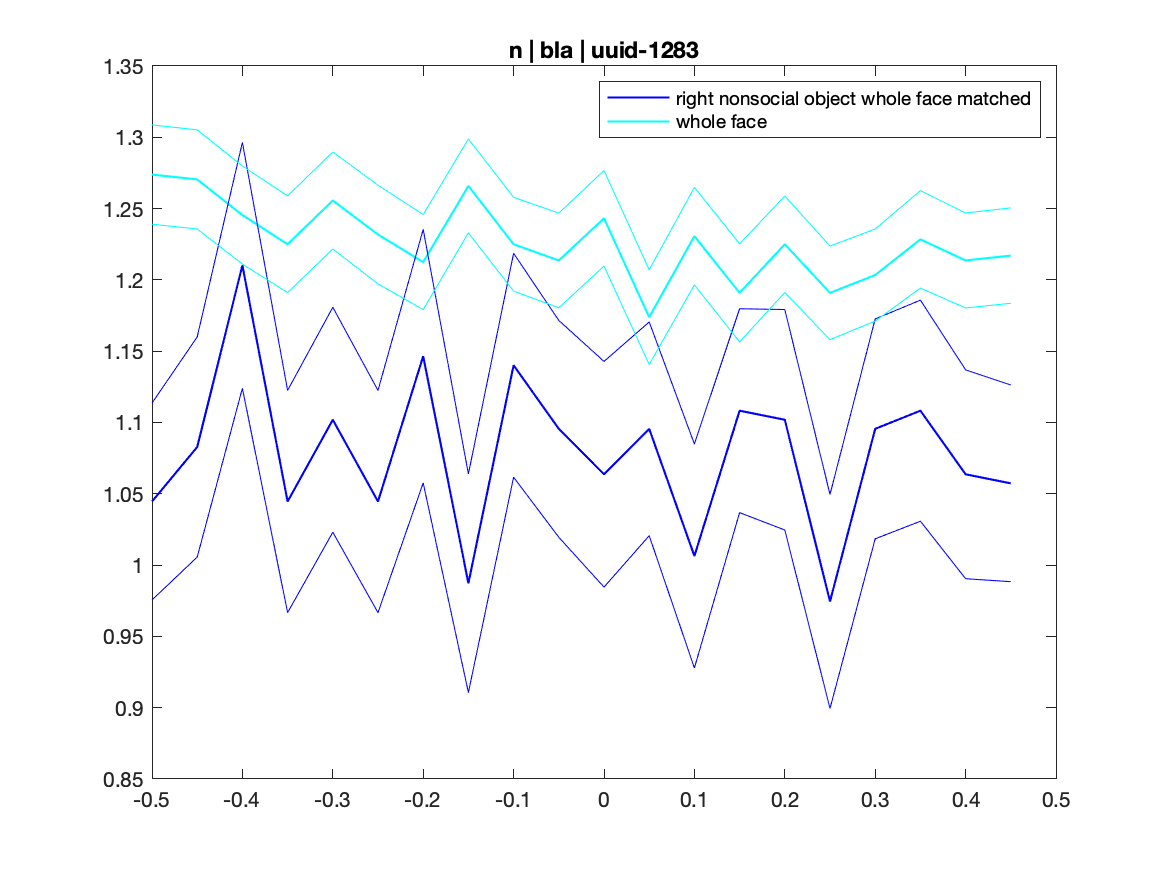 n | bla | uuid-1283
right nonsocial object whole face matched
whole face
1.35
1.3
1.25
1.2
1.15
1.1
1.05
1
0.95
0.9
0.85
-0.5 -0.4 -0.3 -0.2 -0.1 0 0.1 0.2 0.3 0.4 0.5